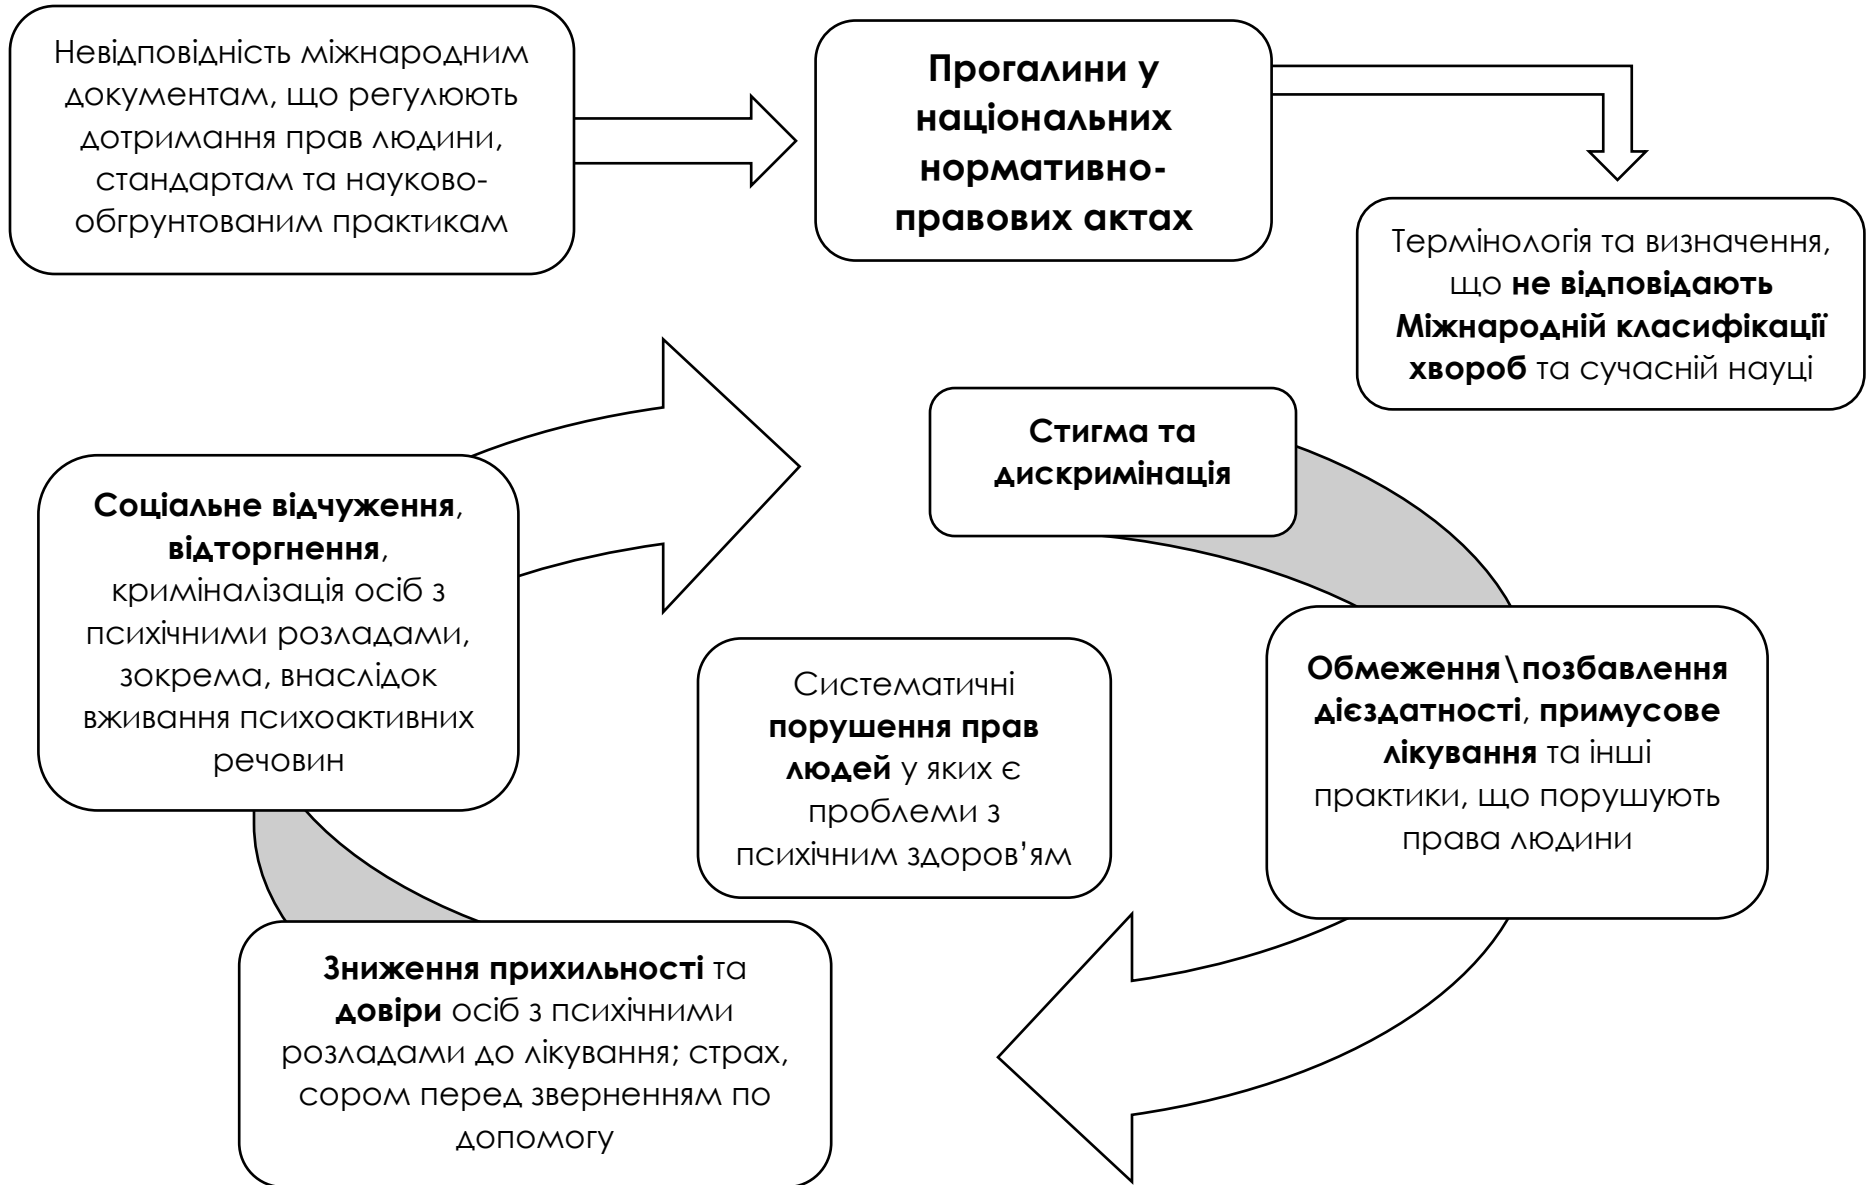 Невідповідність міжнародним
документам, що регулюють
дотримання прав людини,
стандартам та науково-
обгрунтованим практикам
Прогалини у
національних
нормативно-
правових актах
Термінологія та визначення,
що не відповідають
Міжнародній класифікації
хвороб та сучасній науці
Стигма та
дискримінація
Соціальне відчуження,
відторгнення,
криміналізація осіб з
психічними розладами,
зокрема, внаслідок
вживання психоактивних
речовин
Систематичні
порушення прав
людей у яких є
проблеми з
психічним здоров’ям
Обмеження\позбавлення
дієздатності, примусове
лікування та інші
практики, що порушують
права людини
Зниження прихильності та
довіри осіб з психічними
розладами до лікування; страх,
сором перед зверненням по
допомогу